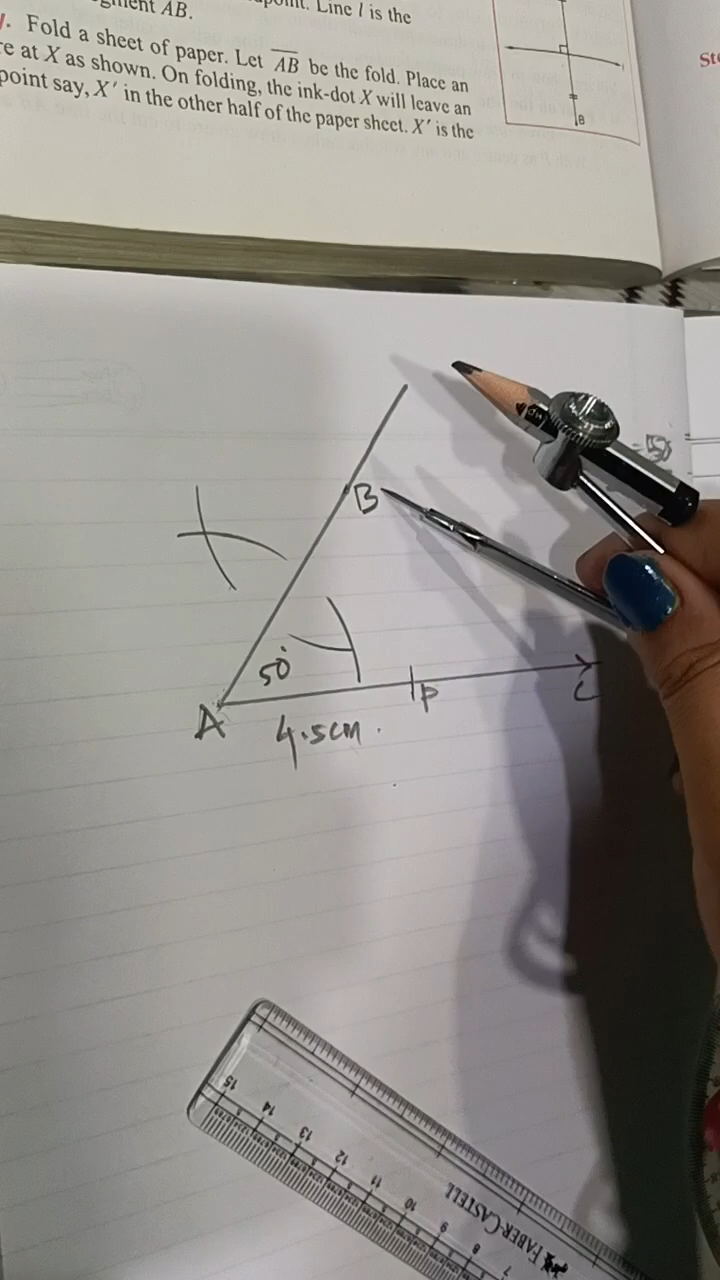 gment AB.
point. Line l is the
. Fold a sheet of paper. Let AB be the fold. Place an
re at X as shown. On folding, the ink-dot X will leave an
point say, X′ in the other half of the paper sheet. X′ is the
B
B
50°
A
P
C
4.5cm.
15 14 13 12 11 10 9 8 7
FABER-CASTELL